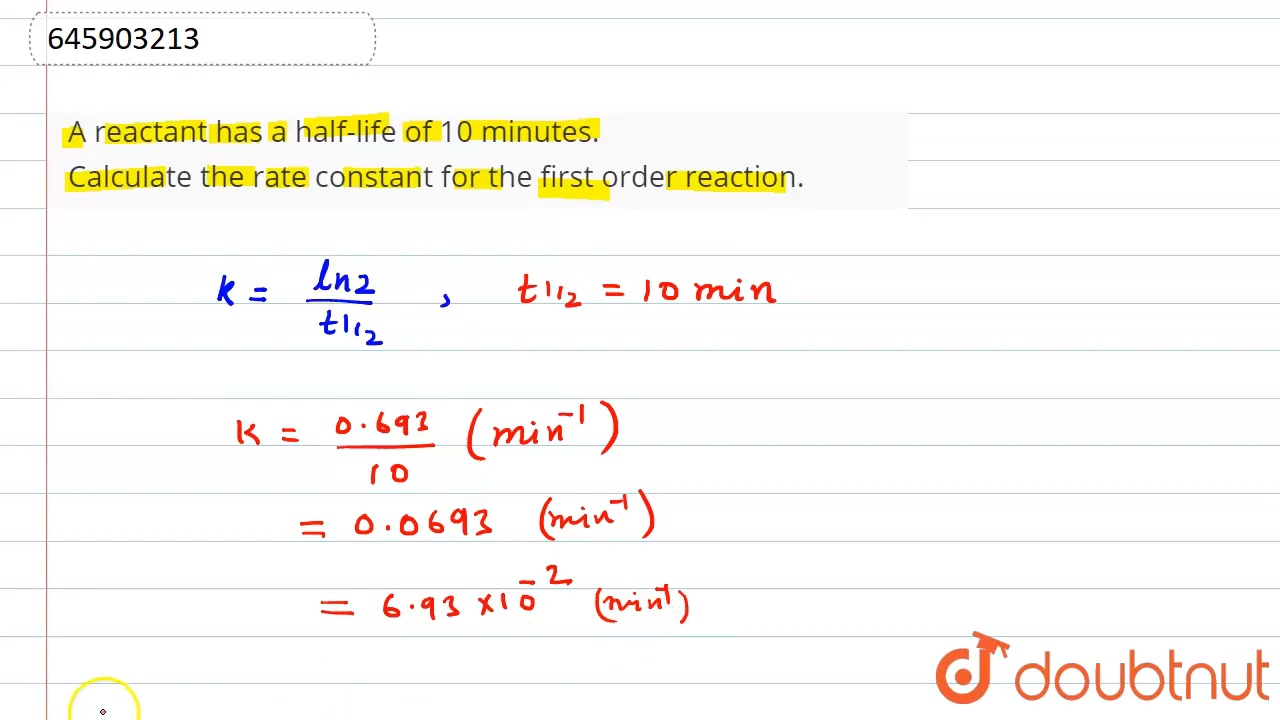 645903213
A reactant has a half-life of 10 minutes.
Calculate the rate constant for the first order reaction.
k = ln2 / t1/2 , t1/2 = 10 min
k = 0.693 / 10 (min⁻¹)
= 0.0693 (min⁻¹)
= 6.93 × 10⁻² (min⁻¹)
doubtnut